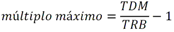 múltiplo máximo = TDM/TRB − 1